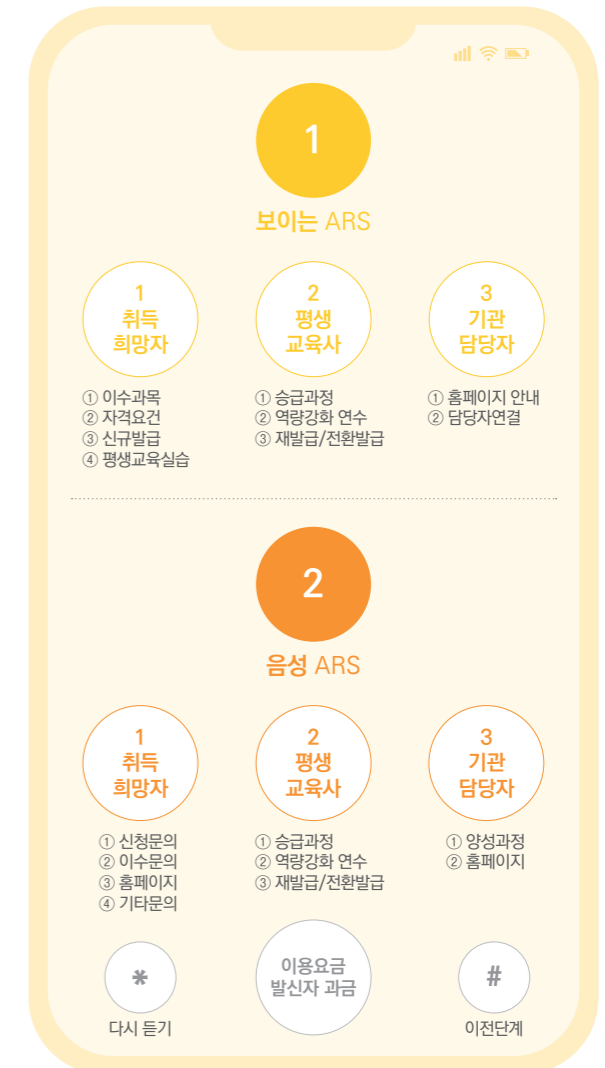 1
보이는 ARS
1
취득
희망자
① 이수과목
② 자격요건
③ 신규발급
④ 평생교육실습
2
평생
교육사
① 승급과정
② 역량강화 연수
③ 재발급/전환발급
3
기관
담당자
① 홈페이지 안내
② 담당자연결
2
음성 ARS
1
취득
희망자
① 신청문의
② 이수문의
③ 홈페이지
④ 기타문의
2
평생
교육사
① 승급과정
② 역량강화 연수
③ 재발급/전환발급
3
기관
담당자
① 양성과정
② 홈페이지
*
다시 듣기
이용요금
발신자 과금
#
이전단계